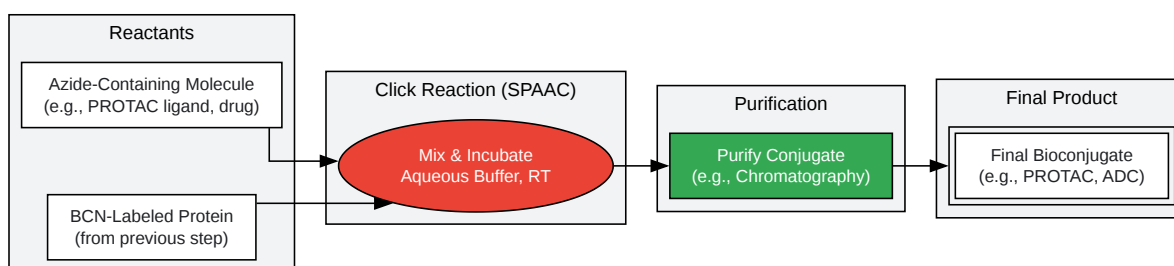 Reactants
Azide-Containing Molecule
(e.g., PROTAC ligand, drug)
BCN-Labeled Protein
(from previous step)
Click Reaction (SPAAC)
Mix & Incubate
Aqueous Buffer, RT
Purification
Purify Conjugate
(e.g., Chromatography)
Final Product
Final Bioconjugate
(e.g., PROTAC, ADC)